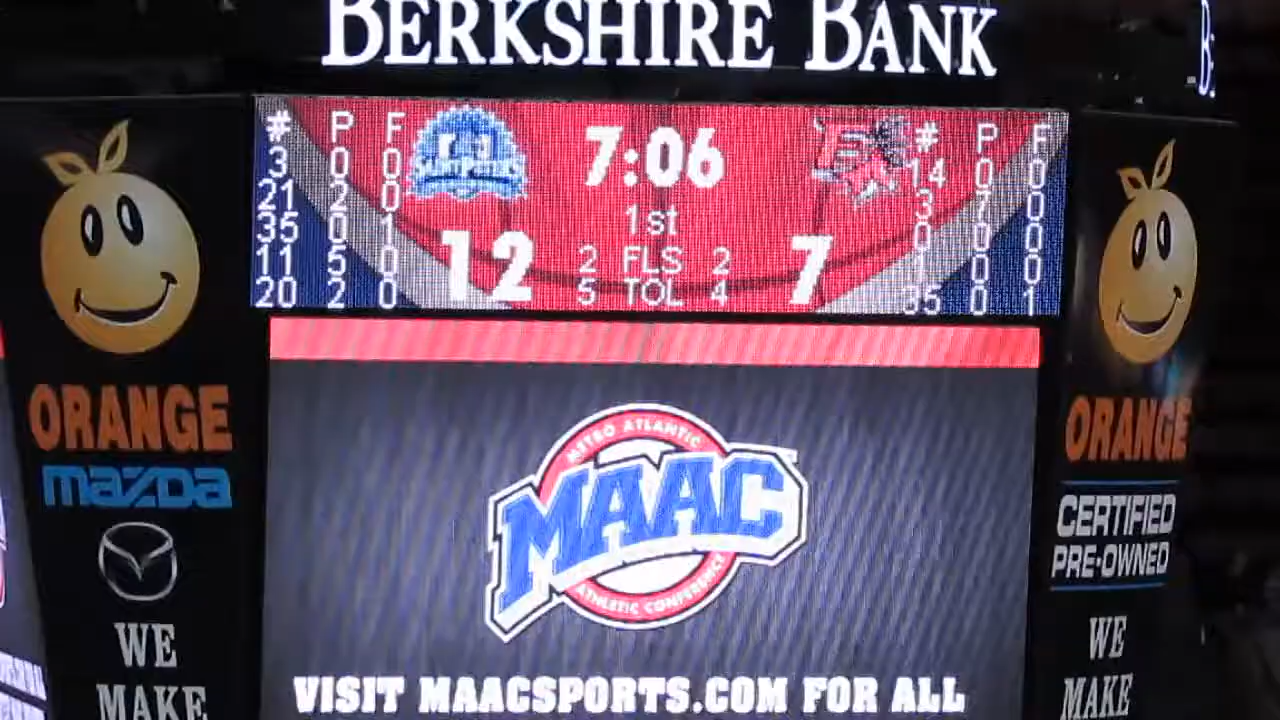 BERKSHIRE BANK
# P F 7:06 # P F
3 0 0 14 0 0
21 2 0 1st 3 7 0
35 0 1 0 0 0
11 5 0 12 2 FLS 2 7 1 0 0
20 2 0 5 TOL 4 35 0 1
ORANGE
mazda
WE
MAKE
METRO ATLANTIC
MAAC
ATHLETIC CONFERENCE
VISIT MAACSPORTS.COM FOR ALL
ORANGE
CERTIFIED
PRE-OWNED
WE
MAKE